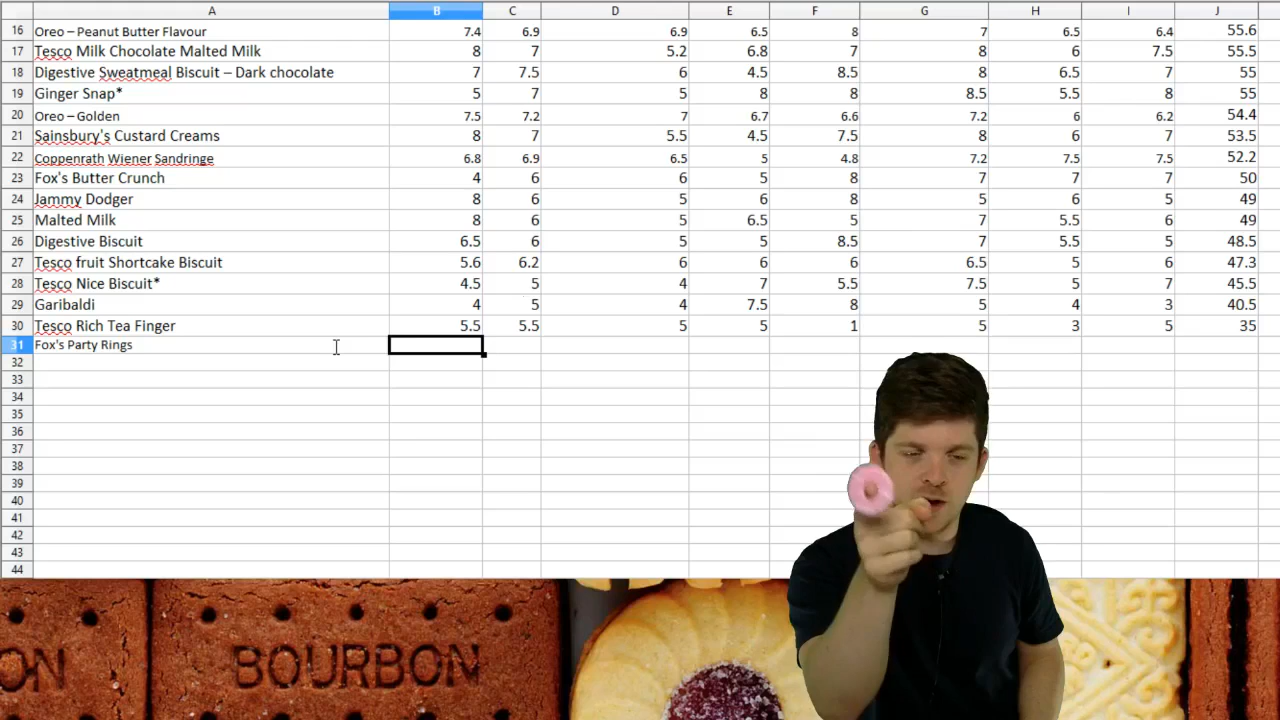 A B C D E F G H I J
16 Oreo – Peanut Butter Flavour 7.4 6.9 6.9 6.5 8 7 6.5 6.4 55.6
17 Tesco Milk Chocolate Malted Milk 8 7 5.2 6.8 7 8 6 7.5 55.5
18 Digestive Sweatmeal Biscuit – Dark chocolate 7 7.5 6 4.5 8.5 8 6.5 7 55
19 Ginger Snap* 5 7 5 8 8 8.5 5.5 8 55
20 Oreo – Golden 7.5 7.2 7 6.7 6.6 7.2 6 6.2 54.4
21 Sainsbury's Custard Creams 8 7 5.5 4.5 7.5 8 6 7 53.5
22 Coppenrath Wiener Sandringe 6.8 6.9 6.5 5 4.8 7.2 7.5 7.5 52.2
23 Fox's Butter Crunch 4 6 6 5 8 7 7 7 50
24 Jammy Dodger 8 6 5 6 8 5 6 5 49
25 Malted Milk 8 6 5 6.5 5 7 5.5 6 49
26 Digestive Biscuit 6.5 6 5 5 8.5 7 5.5 5 48.5
27 Tesco fruit Shortcake Biscuit 5.6 6.2 6 6 6 6.5 5 6 47.3
28 Tesco Nice Biscuit* 4.5 5 4 7 5.5 7.5 5 7 45.5
29 Garibaldi 4 5 4 7.5 8 5 4 3 40.5
30 Tesco Rich Tea Finger 5.5 5.5 5 5 1 5 3 5 35
31 Fox's Party Rings
32
33
34
35
36
37
38
39
40
41
42
43
44
ON BOURBON